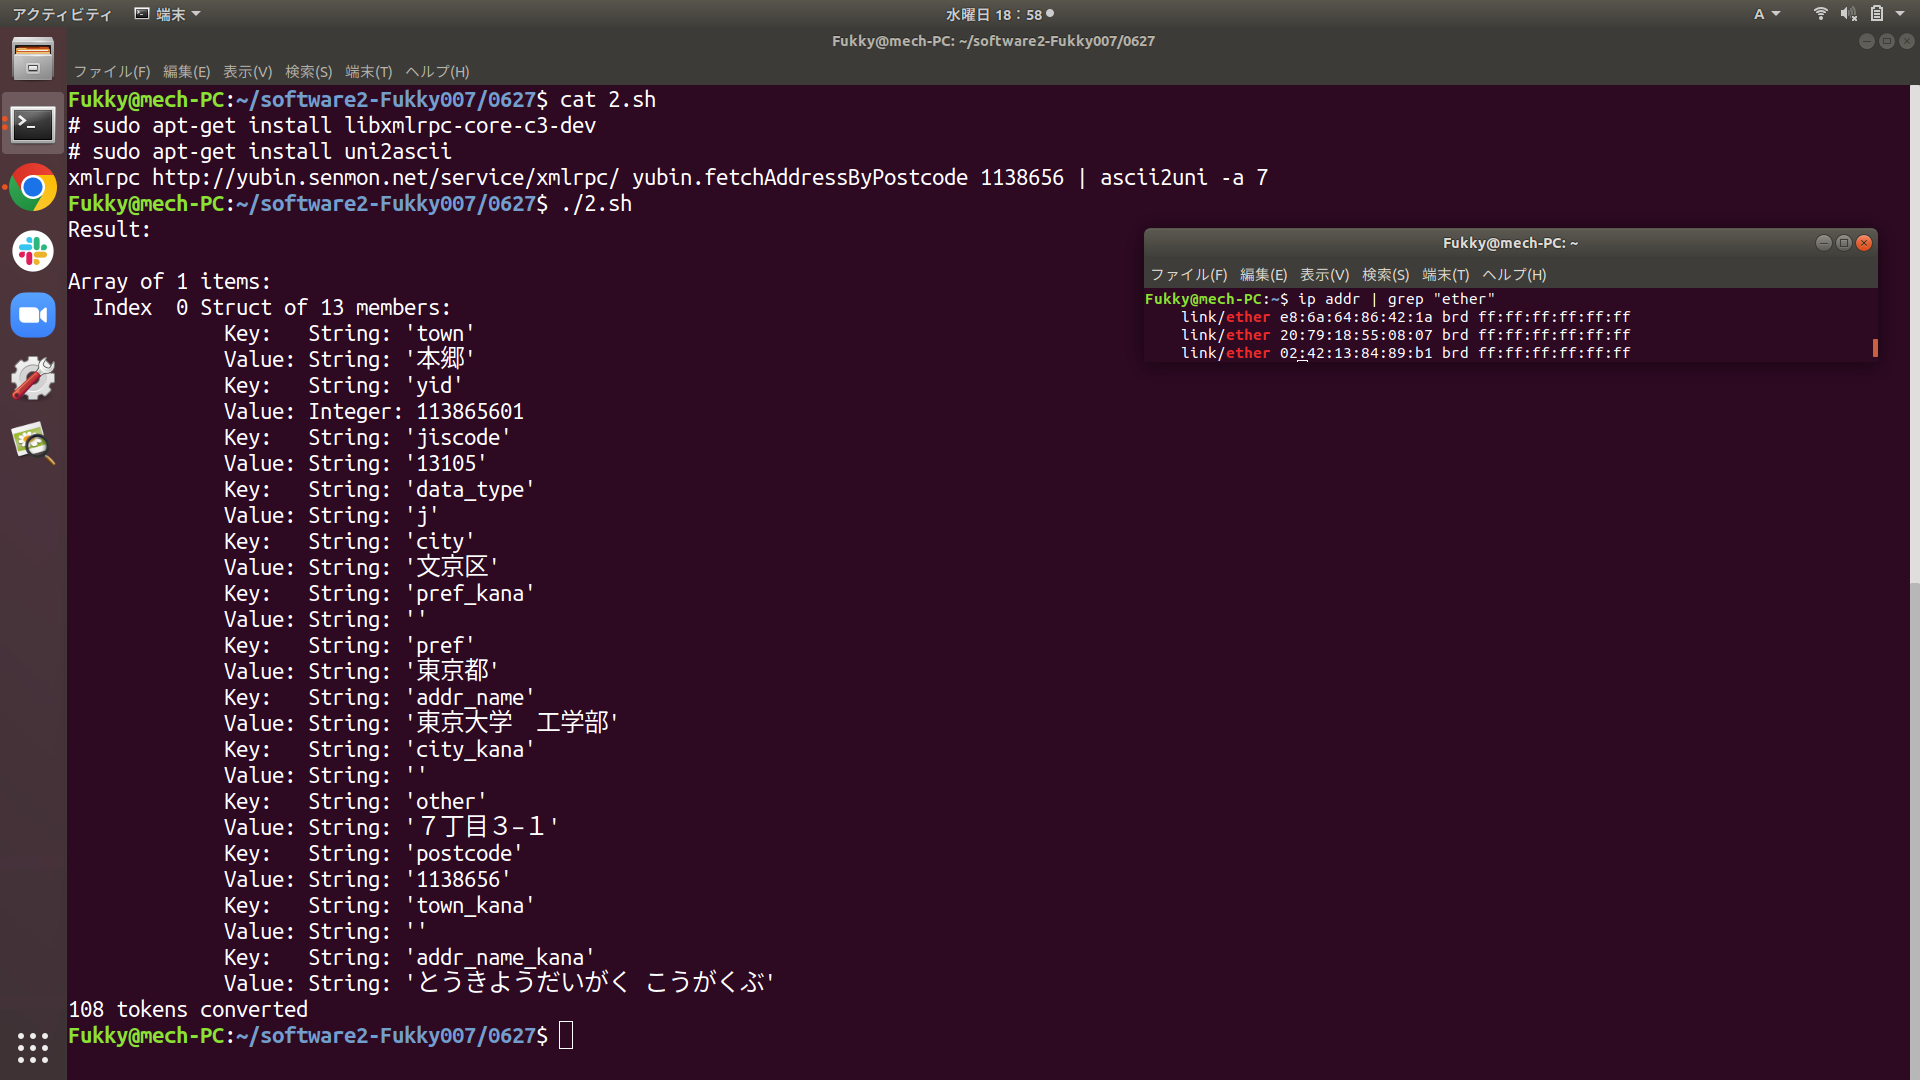 アクティビティ 端末 水曜日 18：58 A
Fukky@mech-PC: ~/software2-Fukky007/0627
ファイル(F) 編集(E) 表示(V) 検索(S) 端末(T) ヘルプ(H)
Fukky@mech-PC:~/software2-Fukky007/0627$ cat 2.sh
# sudo apt-get install libxmlrpc-core-c3-dev
# sudo apt-get install uni2ascii
xmlrpc http://yubin.senmon.net/service/xmlrpc/ yubin.fetchAddressByPostcode 1138656 | ascii2uni -a 7
Fukky@mech-PC:~/software2-Fukky007/0627$ ./2.sh
Result:
Array of 1 items:
Index 0 Struct of 13 members:
Key: String: 'town'
Value: String: '本郷'
Key: String: 'yid'
Value: Integer: 113865601
Key: String: 'jiscode'
Value: String: '13105'
Key: String: 'data_type'
Value: String: 'j'
Key: String: 'city'
Value: String: '文京区'
Key: String: 'pref_kana'
Value: String: ''
Key: String: 'pref'
Value: String: '東京都'
Key: String: 'addr_name'
Value: String: '東京大学　工学部'
Key: String: 'city_kana'
Value: String: ''
Key: String: 'other'
Value: String: '７丁目３−１'
Key: String: 'postcode'
Value: String: '1138656'
Key: String: 'town_kana'
Value: String: ''
Key: String: 'addr_name_kana'
Value: String: 'とうきようだいがく こうがくぶ'
108 tokens converted
Fukky@mech-PC:~/software2-Fukky007/0627$
Fukky@mech-PC: ~
ファイル(F) 編集(E) 表示(V) 検索(S) 端末(T) ヘルプ(H)
Fukky@mech-PC:~$ ip addr | grep "ether"
link/ether e8:6a:64:86:42:1a brd ff:ff:ff:ff:ff:ff
link/ether 20:79:18:55:08:07 brd ff:ff:ff:ff:ff:ff
link/ether 02:42:13:84:89:b1 brd ff:ff:ff:ff:ff:ff